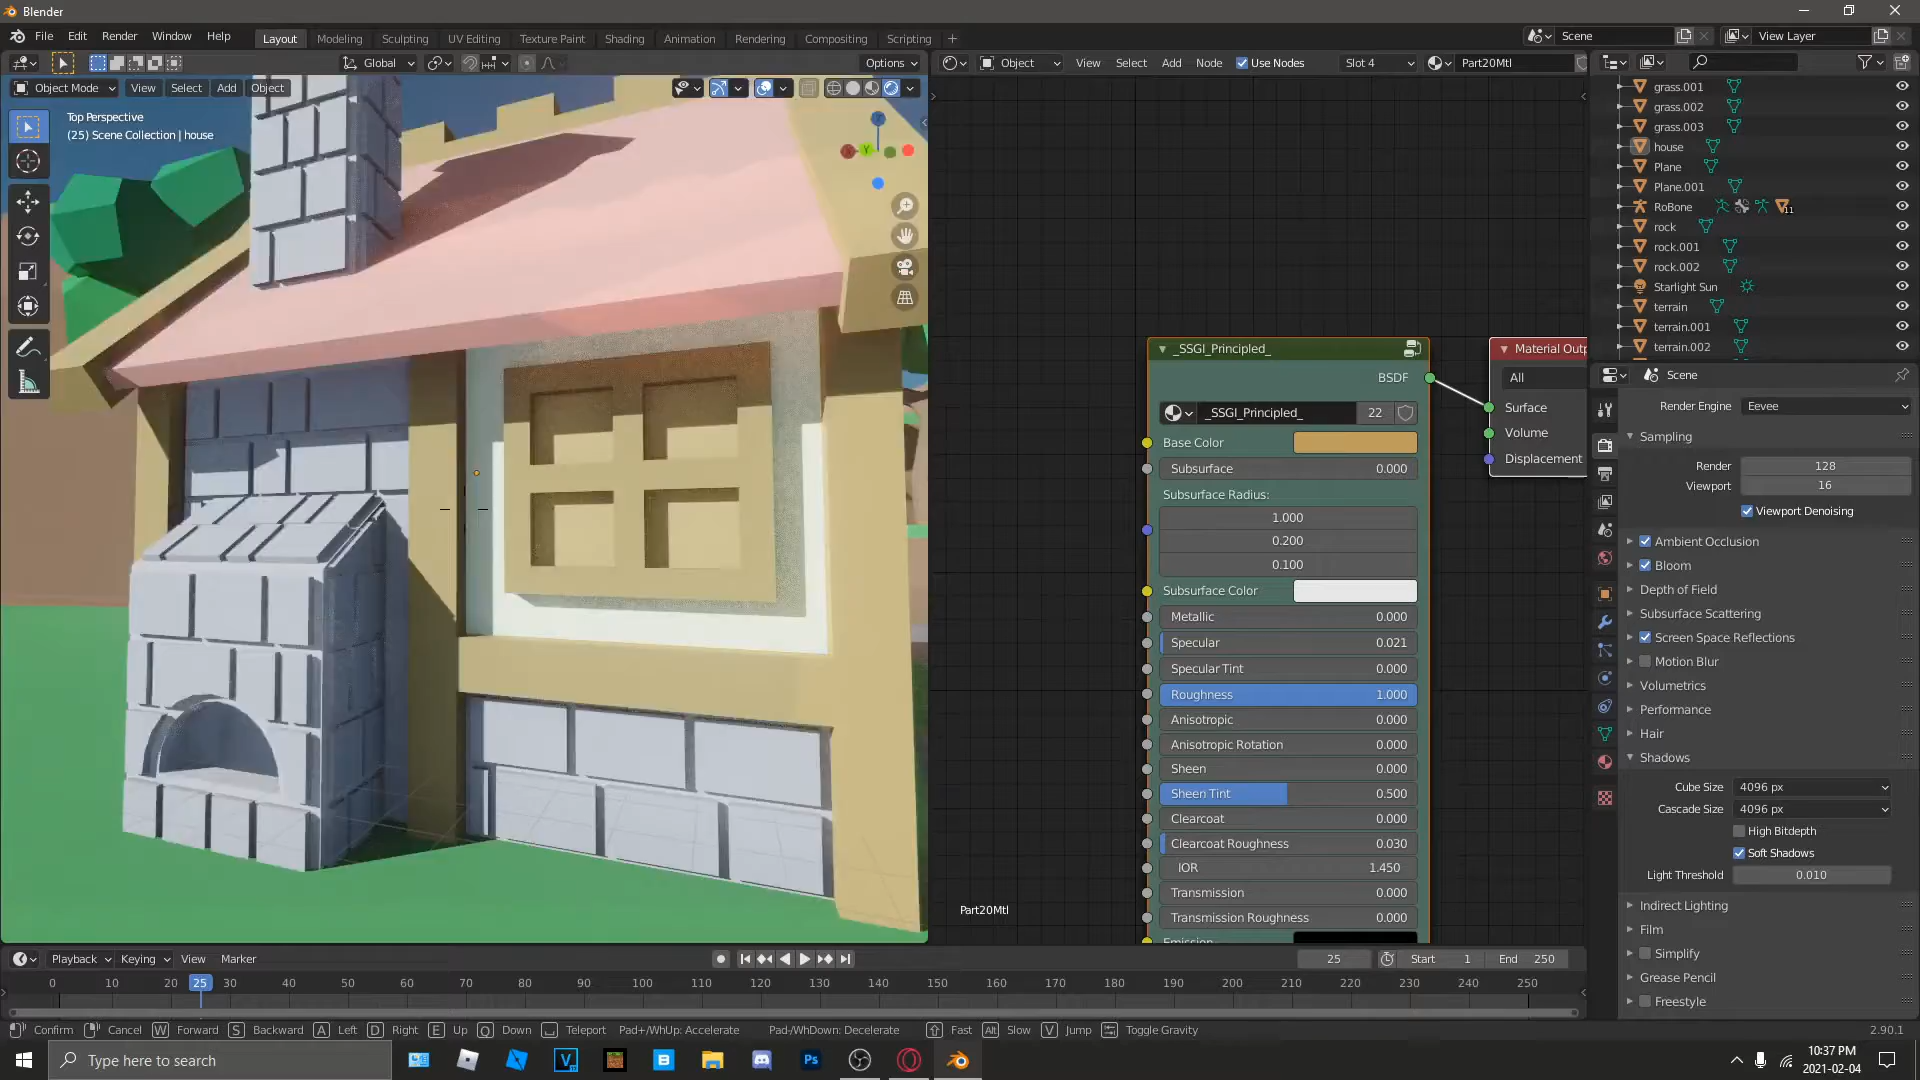 Blender
File Edit Render Window Help
Layout Modeling Sculpting UV Editing Texture Paint Shading Animation Rendering Compositing Scripting +
Scene View Layer
Global Options
Object View Select Add Node Use Nodes Slot 4 Part20Mtl
Object Mode View Select Add Object
Top Perspective
(25) Scene Collection | house
grass.001
grass.002
grass.003
house
Plane
Plane.001
RoBone 11
rock
rock.001
rock.002
Starlight Sun
terrain
terrain.001
terrain.002
_SSGI_Principled_
BSDF
_SSGI_Principled_ 22
Base Color
Subsurface 0.000
Subsurface Radius:
1.000
0.200
0.100
Subsurface Color
Metallic 0.000
Specular 0.021
Specular Tint 0.000
Roughness 1.000
Anisotropic 0.000
Anisotropic Rotation 0.000
Sheen 0.000
Sheen Tint 0.500
Clearcoat 0.000
Clearcoat Roughness 0.030
IOR 1.450
Transmission 0.000
Transmission Roughness 0.000
Emission
Part20Mtl
Material Outp
All
Surface
Volume
Displacement
Scene
Render Engine Eevee
Sampling
Render 128
Viewport 16
Viewport Denoising
Ambient Occlusion
Bloom
Depth of Field
Subsurface Scattering
Screen Space Reflections
Motion Blur
Volumetrics
Performance
Hair
Shadows
Cube Size 4096 px
Cascade Size 4096 px
High Bitdepth
Soft Shadows
Light Threshold 0.010
Indirect Lighting
Film
Simplify
Grease Pencil
Freestyle
Playback Keying View Marker
25 Start 1 End 250
0 10 20 25 30 40 50 60 70 80 90 100 110 120 130 140 150 160 170 180 190 200 210 220 230 240 250
Confirm Cancel W Forward S Backward A Left D Right E Up Q Down Teleport Pad+/WhUp: Accelerate Pad-/WhDown: Decelerate Fast Alt Slow V Jump Toggle Gravity 2.90.1
Type here to search
V B Ps
10:37 PM
2021-02-04